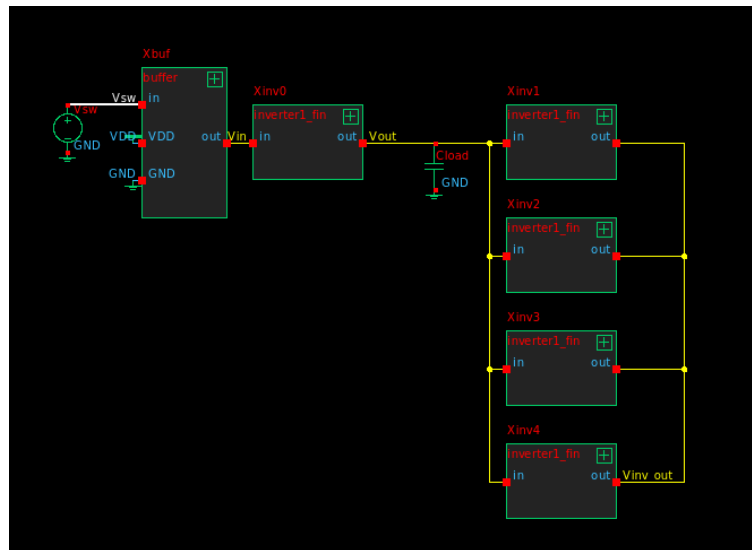 Xbuf
buffer
Vsw
in
Vsw
VDD
VDD
out
Vin
GND
GND
GND
Xinv0
inverter1_fin
in
out
Vout
Cload
GND
Xinv1
inverter1_fin
in
out
Xinv2
inverter1_fin
in
out
Xinv3
inverter1_fin
in
out
Xinv4
inverter1_fin
in
out
Vinv_out